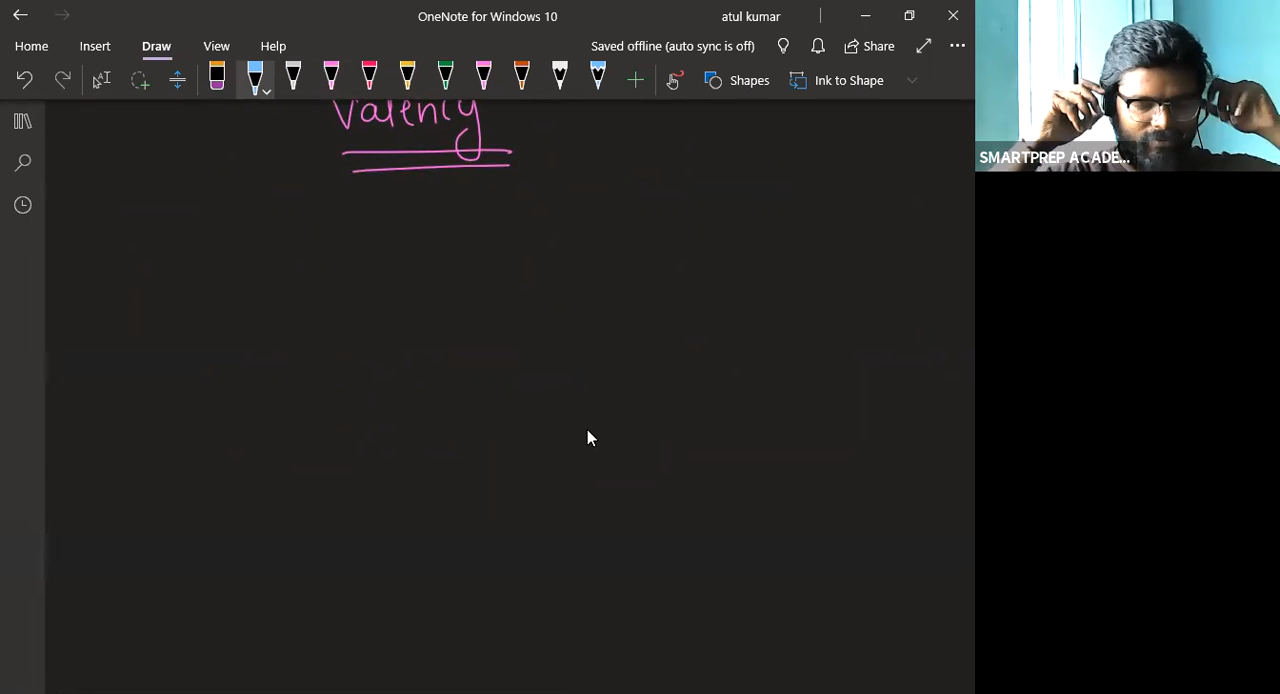 OneNote for Windows 10
atul kumar
Home
Insert
Draw
View
Help
Saved offline (auto sync is off)
Share
Shapes
Ink to Shape
Valency
SMARTPREP ACADE...